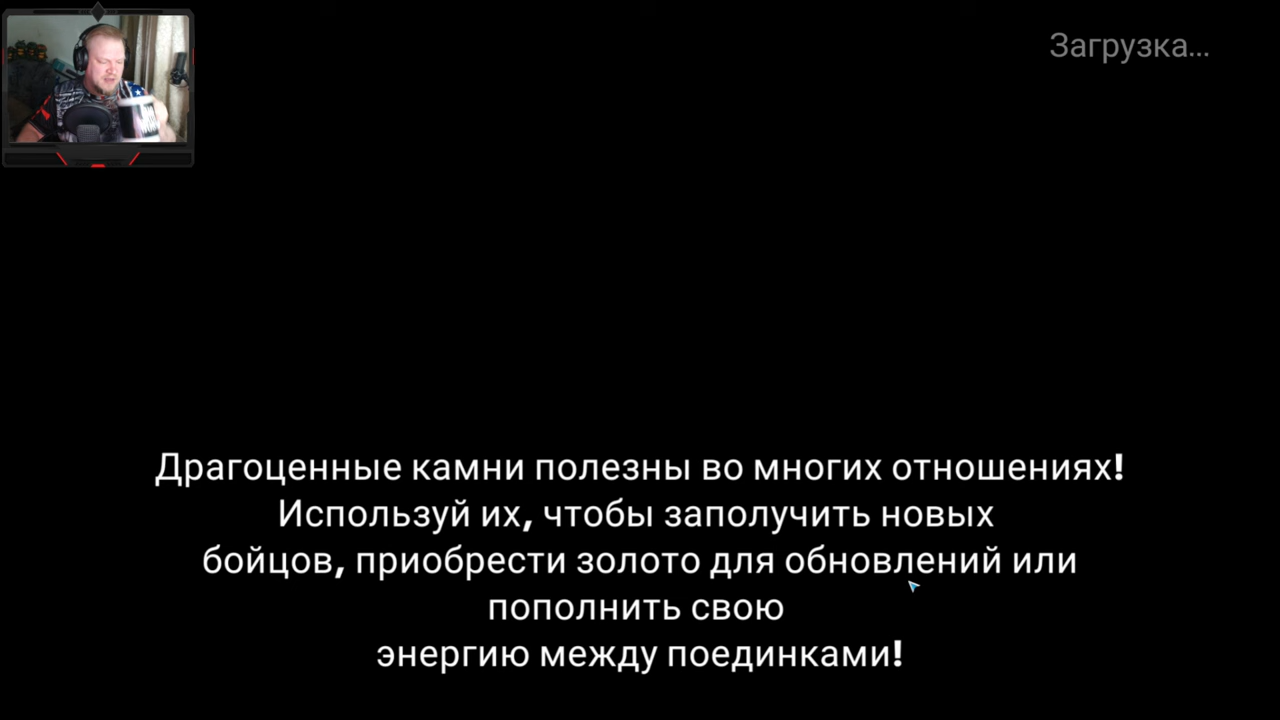 Загрузка...
Драгоценные камни полезны во многих отношениях!
Используй их, чтобы заполучить новых
бойцов, приобрести золото для обновлений или
пополнить свою
энергию между поединками!